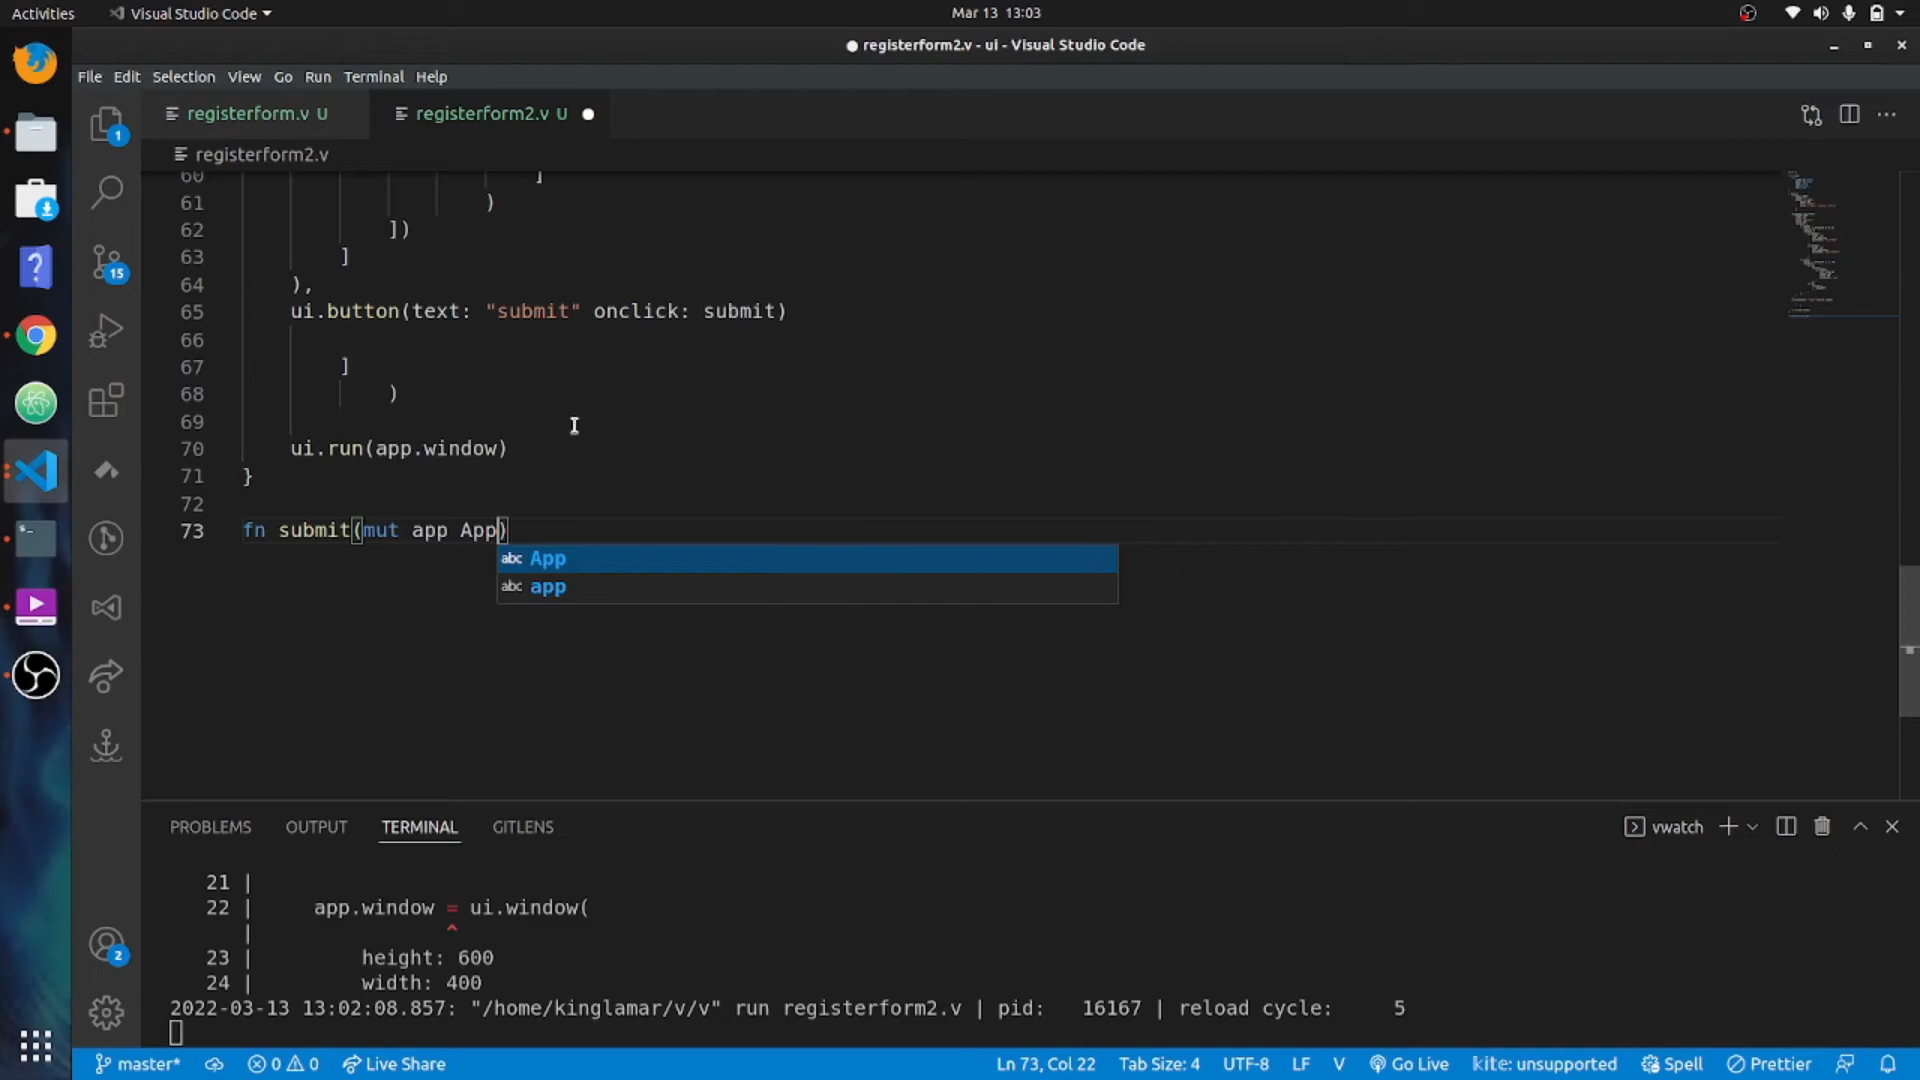 Activities Visual Studio Code Mar 13 13:03
registerform2.v - ui - Visual Studio Code
File Edit Selection View Go Run Terminal Help
registerform.v U registerform2.v U
registerform2.v
60 ]
61 )
62 ])
63 ]
64 ),
65 ui.button(text: "submit" onclick: submit)
66
67 ]
68 )
69
70 ui.run(app.window)
71 }
72
73 fn submit(mut app App)
abc App
abc app
1
15
2
PROBLEMS OUTPUT TERMINAL GITLENS vwatch
21 |
22 | app.window = ui.window(
| ^
23 | height: 600
24 | width: 400
2022-03-13 13:02:08.857: "/home/kinglamar/v/v" run registerform2.v | pid: 16167 | reload cycle: 5
master* 0 0 Live Share Ln 73, Col 22 Tab Size: 4 UTF-8 LF V Go Live kite: unsupported Spell Prettier